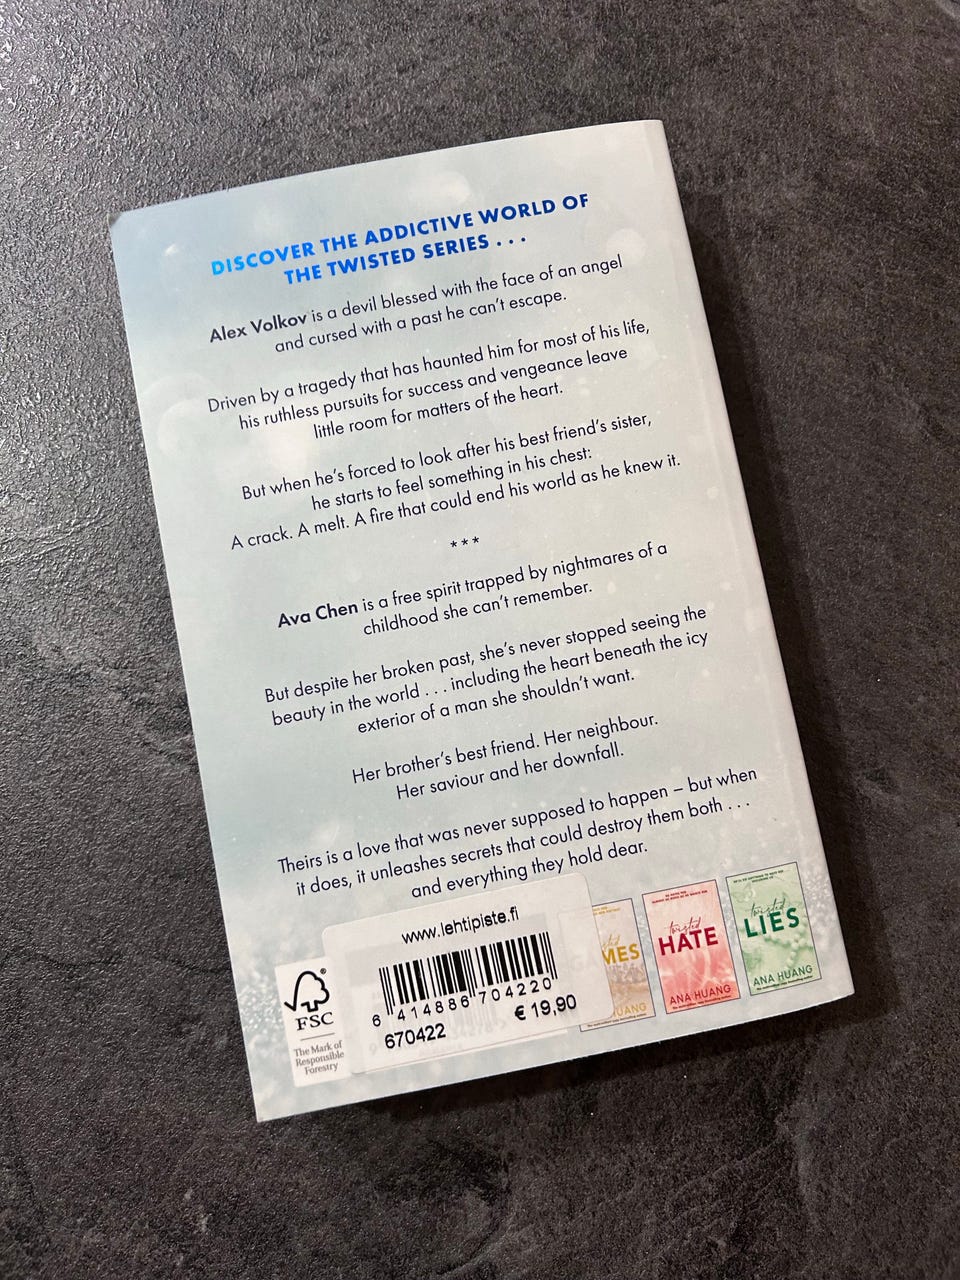 DISCOVER THE ADDICTIVE WORLD OF
THE TWISTED SERIES . . .
Alex Volkov is a devil blessed with the face of an angel
and cursed with a past he can't escape.
Driven by a tragedy that has haunted him for most of his life,
his ruthless pursuits for success and vengeance leave
little room for matters of the heart.
But when he's forced to look after his best friend's sister,
he starts to feel something in his chest:
A crack. A melt. A fire that could end his world as he knew it.
***
Ava Chen is a free spirit trapped by nightmares of a
childhood she can't remember.
But despite her broken past, she's never stopped seeing the
beauty in the world . . . including the heart beneath the icy
exterior of a man she shouldn't want.
Her brother's best friend. Her neighbour.
Her saviour and her downfall.
Theirs is a love that was never supposed to happen – but when
it does, it unleashes secrets that could destroy them both . . .
and everything they hold dear.
www.lehtipiste.fi
6 414886 704220
670422 € 19,90
FSC
The Mark of
Responsible
Forestry
MES
UANG
twisted
HATE
ANA HUANG
twisted
LIES
ANA HUANG